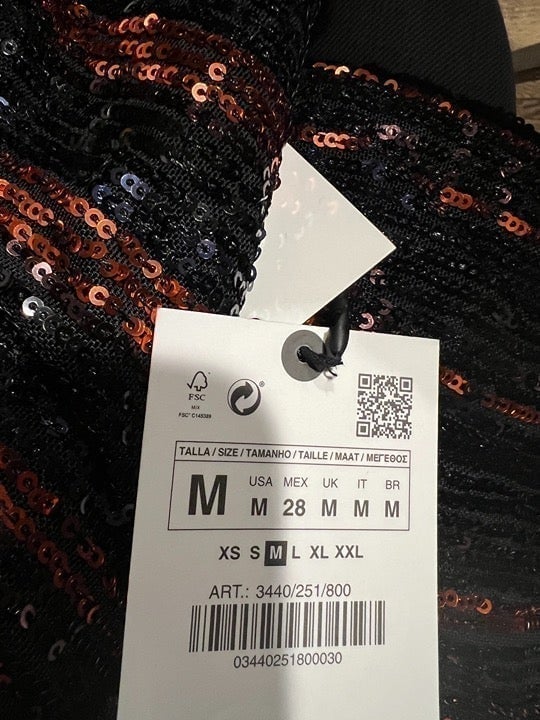 FSC
MIX
FSC® C145389
®
TALLA / SIZE / TAMANHO / TAILLE / MAAT / ΜΕΓΕΘΟΣ
M
USA MEX UK IT BR
M 28 M M M
XS S M L XL XXL
ART.: 3440/251/800
03440251800030